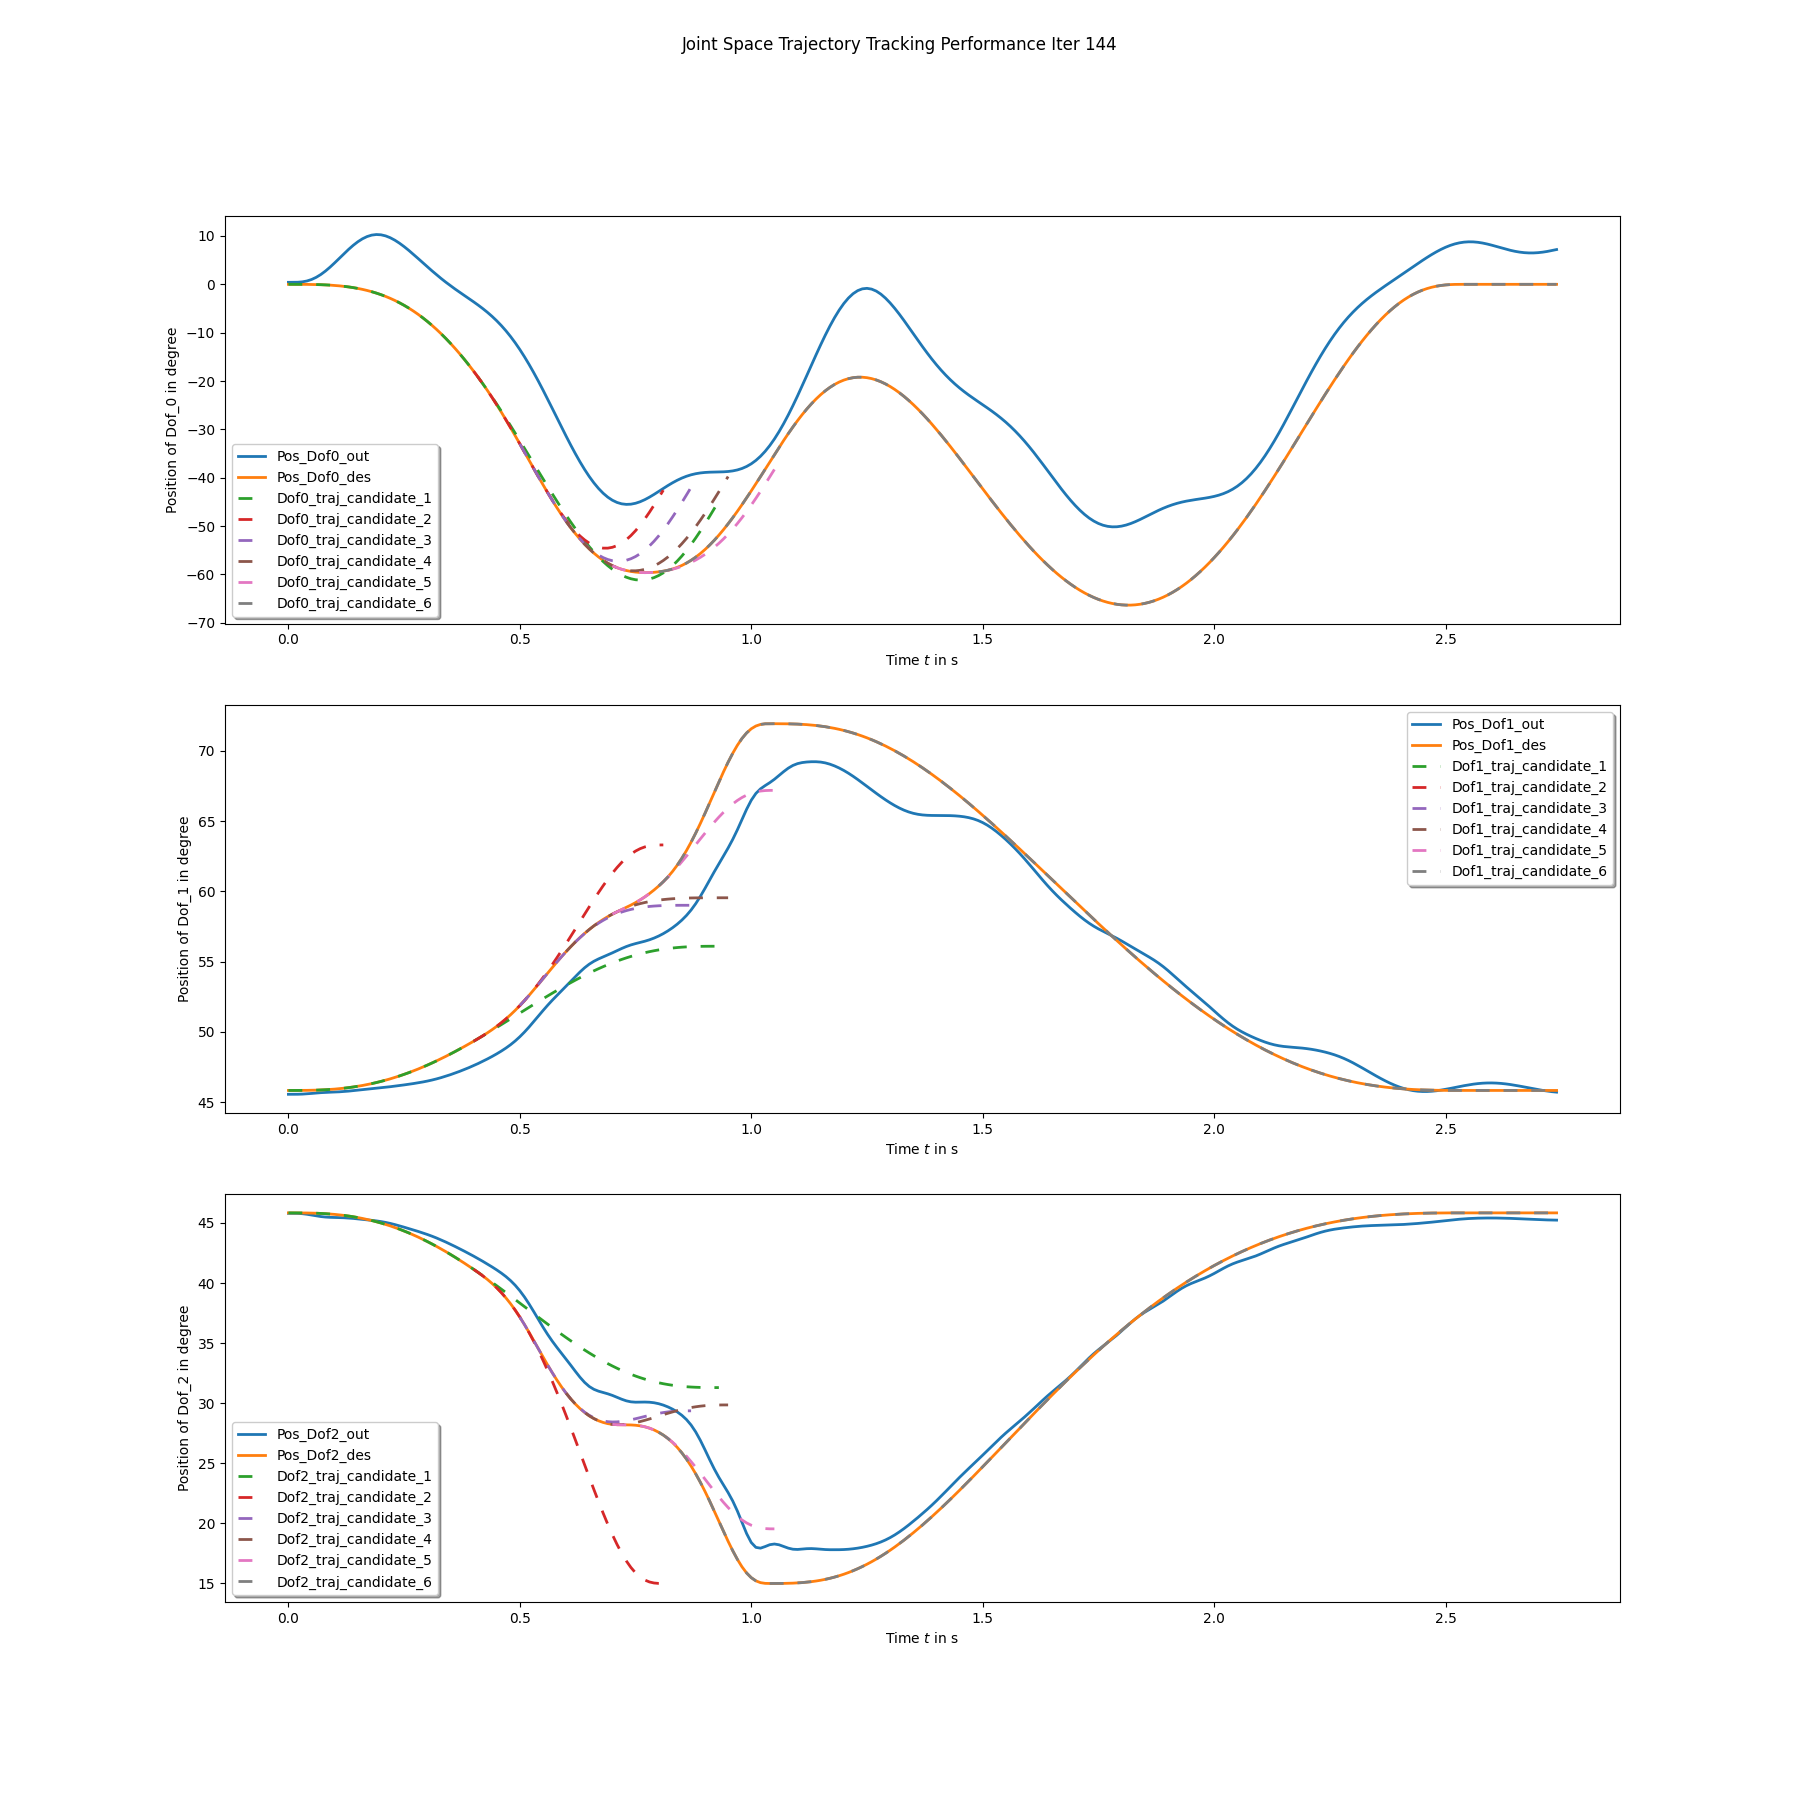 Joint Space Trajectory Tracking Performance Iter 144
Position of Dof_0 in degree
10
0
−10
−20
−30
−40
−50
−60
−70
Pos_Dof0_out
Pos_Dof0_des
Dof0_traj_candidate_1
Dof0_traj_candidate_2
Dof0_traj_candidate_3
Dof0_traj_candidate_4
Dof0_traj_candidate_5
Dof0_traj_candidate_6
0.0 0.5 1.0 1.5 2.0 2.5
Time t in s
Position of Dof_1 in degree
70
65
60
55
50
45
Pos_Dof1_out
Pos_Dof1_des
Dof1_traj_candidate_1
Dof1_traj_candidate_2
Dof1_traj_candidate_3
Dof1_traj_candidate_4
Dof1_traj_candidate_5
Dof1_traj_candidate_6
0.0 0.5 1.0 1.5 2.0 2.5
Time t in s
Position of Dof_2 in degree
45
40
35
30
25
20
15
Pos_Dof2_out
Pos_Dof2_des
Dof2_traj_candidate_1
Dof2_traj_candidate_2
Dof2_traj_candidate_3
Dof2_traj_candidate_4
Dof2_traj_candidate_5
Dof2_traj_candidate_6
0.0 0.5 1.0 1.5 2.0 2.5
Time t in s